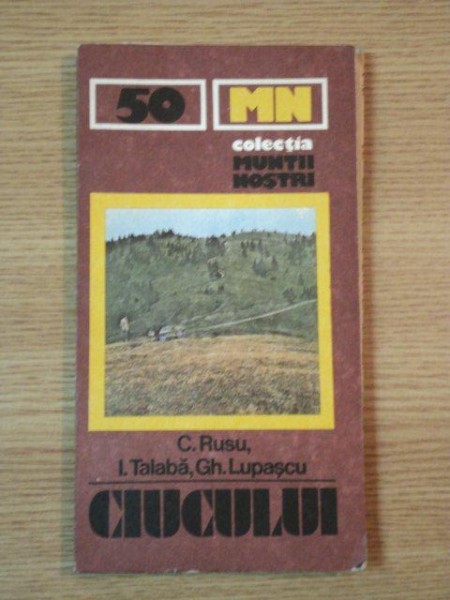 50 MN
colecția
MUNȚII
NOȘTRI
C. Rusu,
I. Talabă, Gh. Lupașcu
CIUCULUI